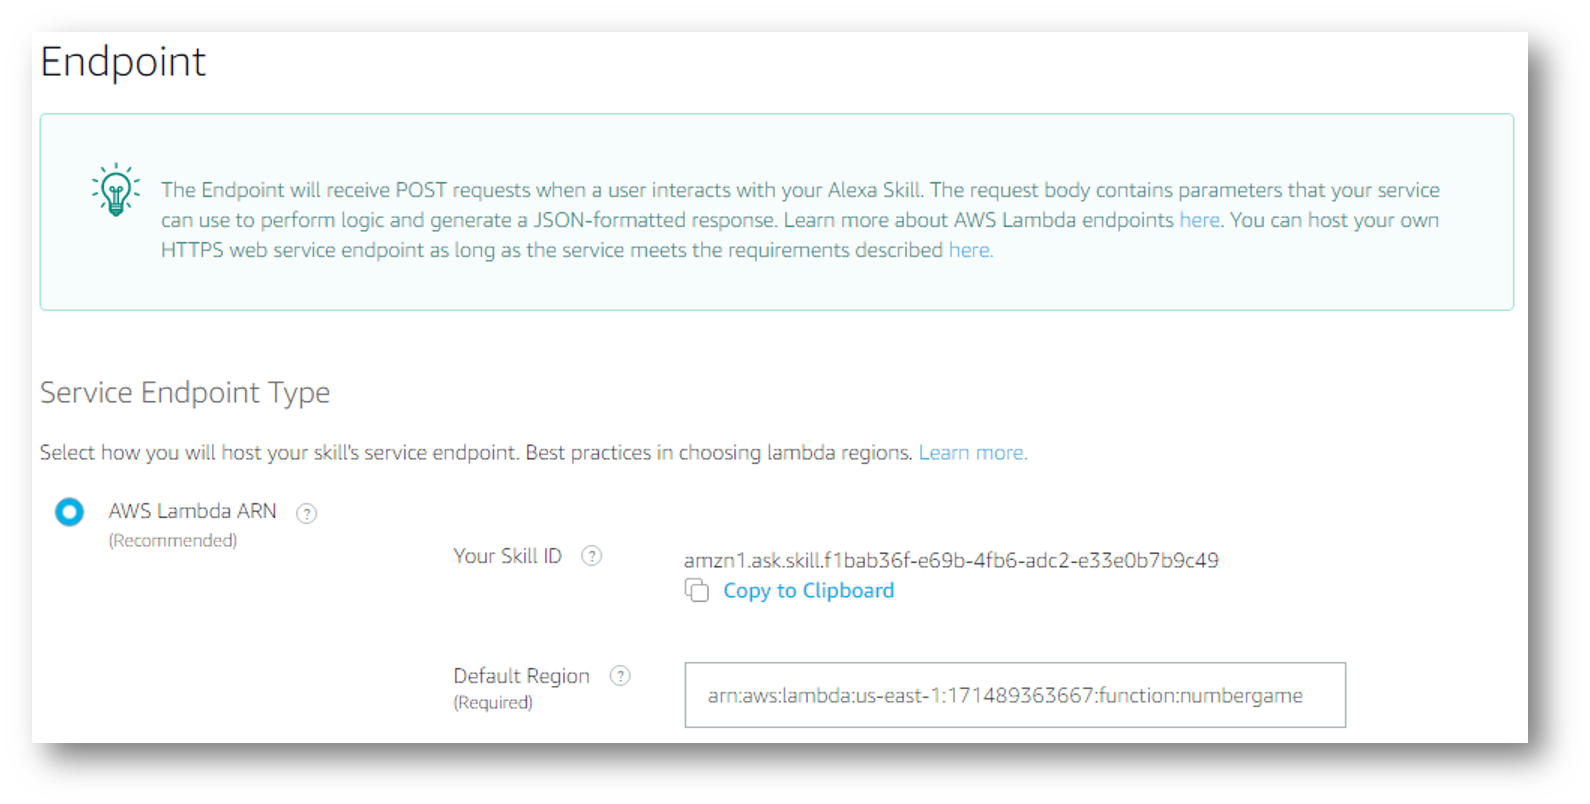 Endpoint
The Endpoint will receive POST requests when a user interacts with your Alexa Skill. The request body contains parameters that your service
can use to perform logic and generate a JSON-formatted response. Learn more about AWS Lambda endpoints here. You can host your own
HTTPS web service endpoint as long as the service meets the requirements described here.
Service Endpoint Type
Select how you will host your skill's service endpoint. Best practices in choosing lambda regions. Learn more.
AWS Lambda ARN ?
(Recommended)
Your Skill ID ?
amzn1.ask.skill.f1bab36f-e69b-4fb6-adc2-e33e0b7b9c49
Copy to Clipboard
Default Region ?
(Required)
arn:aws:lambda:us-east-1:171489363667:function:numbergame